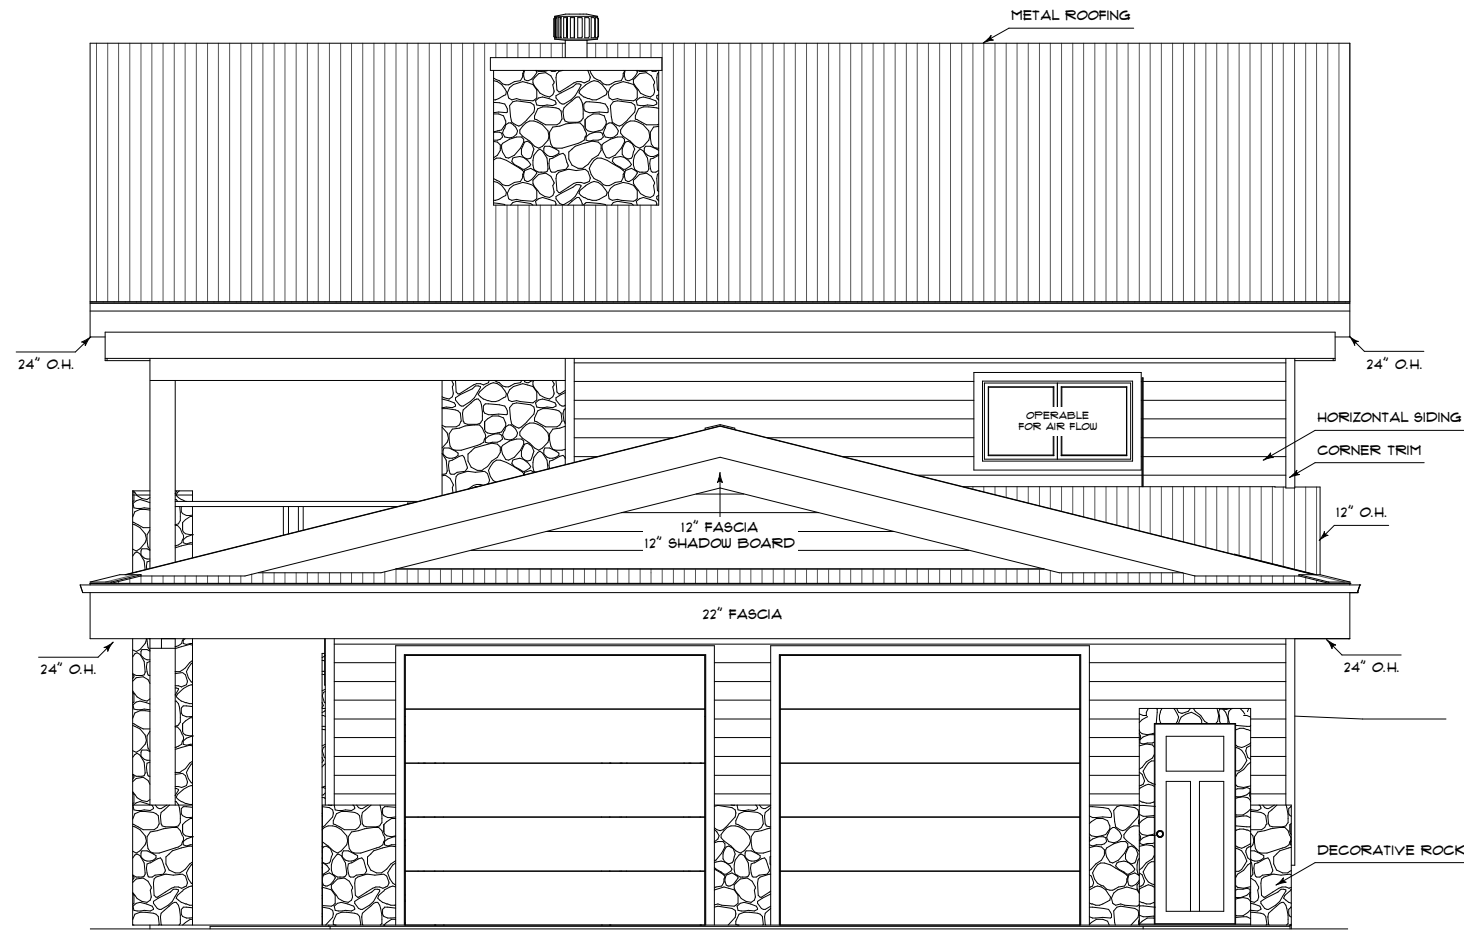 METAL ROOFING
24" O.H.
24" O.H.
OPERABLE
FOR AIR FLOW
HORIZONTAL SIDING
CORNER TRIM
12" O.H.
12" FASCIA
12" SHADOW BOARD
22" FASCIA
24" O.H.
24" O.H.
DECORATIVE ROCK